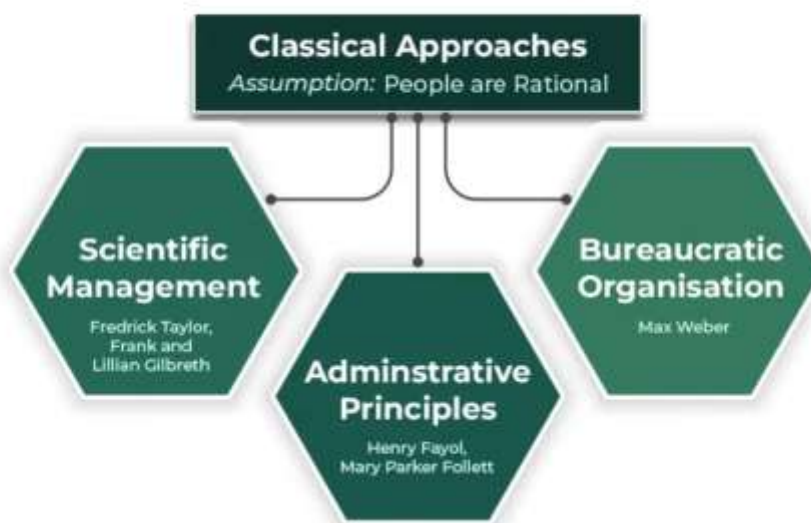 Classical Approaches
Assumption: People are Rational
Scientific
Management
Fredrick Taylor,
Frank and
Lillian Gilbreth
Adminstrative
Principles
Henry Fayol,
Mary Parker Follett
Bureaucratic
Organisation
Max Weber